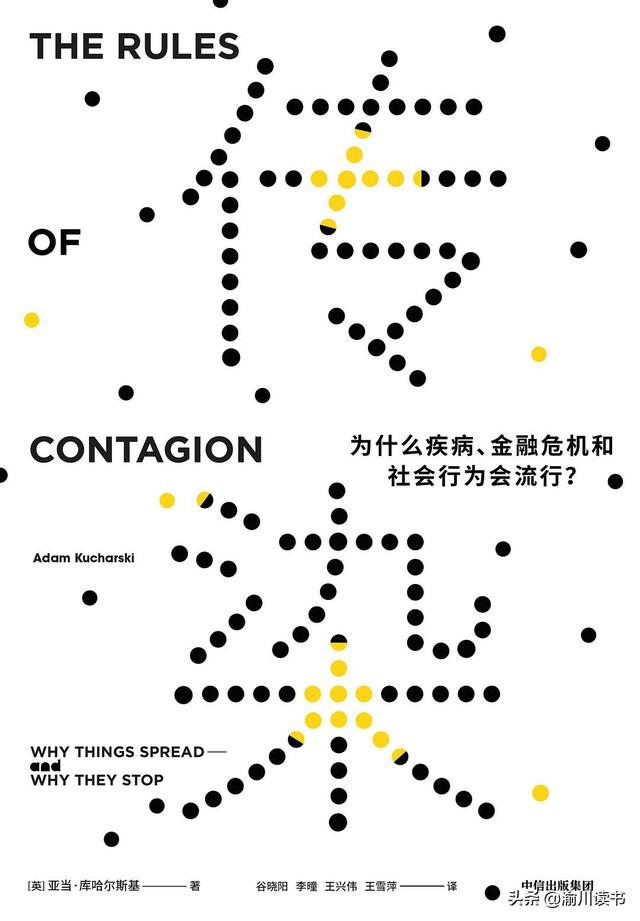 THE RULES
传
OF
CONTAGION
为什么疾病、金融危机和
社会行为会流行？
染
Adam Kucharski
WHY THINGS SPREAD—
and
WHY THEY STOP
[英] 亚当·库哈尔斯基——著
谷晓阳 李曈 王兴伟 王雪萍——译
中信出版集团
头条 @渝川读书